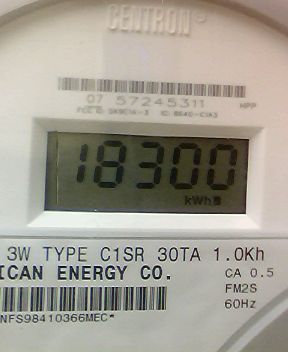 CENTRON®
07 57245311 MPP
18300
kWh
3W TYPE C1SR 30TA 1.0Kh
ICAN ENERGY CO. CA 0.5
FM2S
NFS98410366MEC* 60Hz